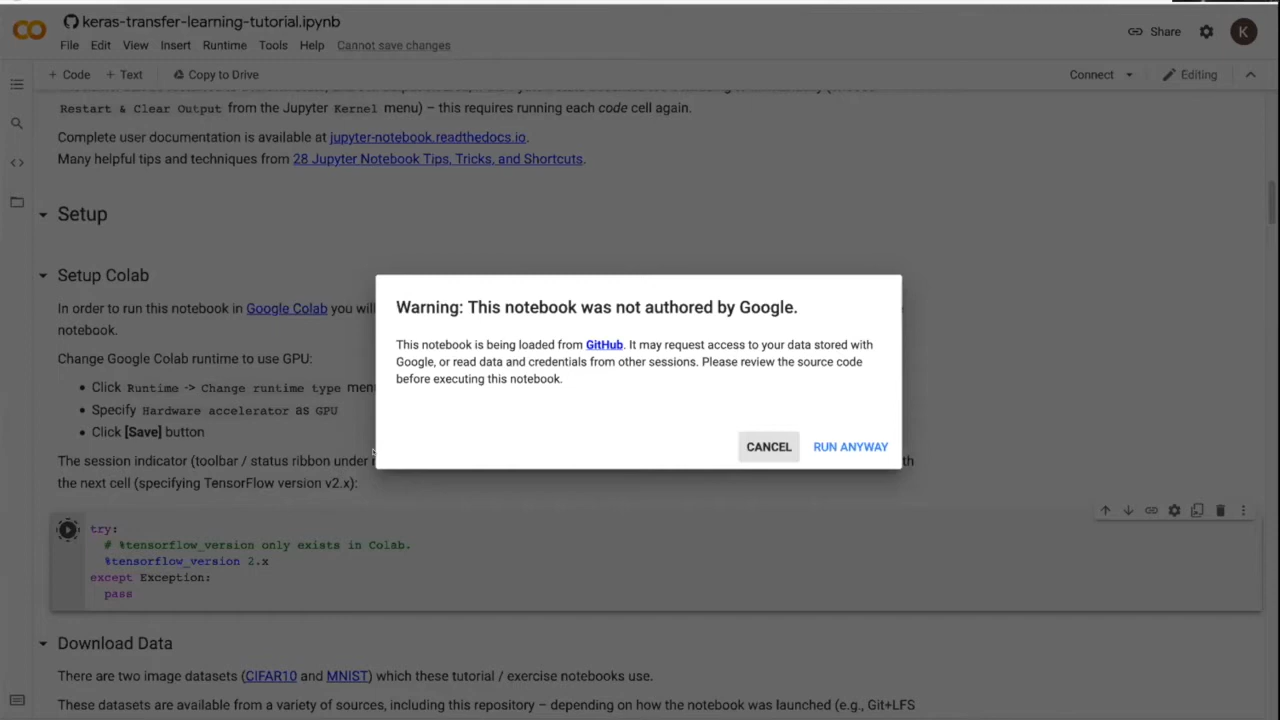 keras-transfer-learning-tutorial.ipynb
File Edit View Insert Runtime Tools Help Cannot save changes
Share
K
+ Code + Text Copy to Drive
Connect
Editing
Restart & Clear Output from the Jupyter Kernel menu) – this requires running each code cell again.
Complete user documentation is available at jupyter-notebook.readthedocs.io.
Many helpful tips and techniques from 28 Jupyter Notebook Tips, Tricks, and Shortcuts.
Setup
Setup Colab
In order to run this notebook in Google Colab you will
notebook.
Change Google Colab runtime to use GPU:
• Click Runtime -> Change runtime type
• Specify Hardware accelerator as GPU
• Click [Save] button
The session indicator (toolbar / status ribbon under
the next cell (specifying TensorFlow version v2.x):
Warning: This notebook was not authored by Google.
This notebook is being loaded from GitHub. It may request access to your data stored with
Google, or read data and credentials from other sessions. Please review the source code
before executing this notebook.
CANCEL RUN ANYWAY
try:
# %tensorflow_version only exists in Colab.
%tensorflow_version 2.x
except Exception:
pass
Download Data
There are two image datasets (CIFAR10 and MNIST) which these tutorial / exercise notebooks use.
These datasets are available from a variety of sources, including this repository – depending on how the notebook was launched (e.g., Git+LFS